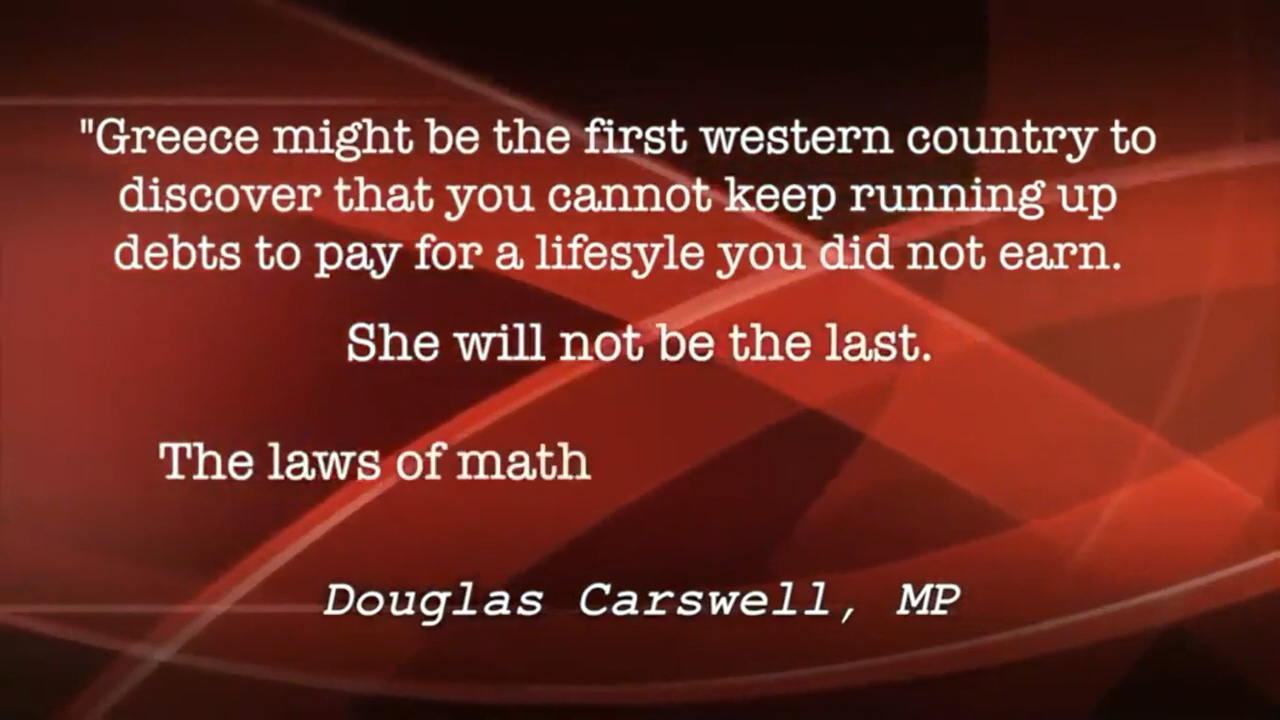 "Greece might be the first western country to
discover that you cannot keep running up
debts to pay for a lifesyle you did not earn.
She will not be the last.
The laws of math
Douglas Carswell, MP